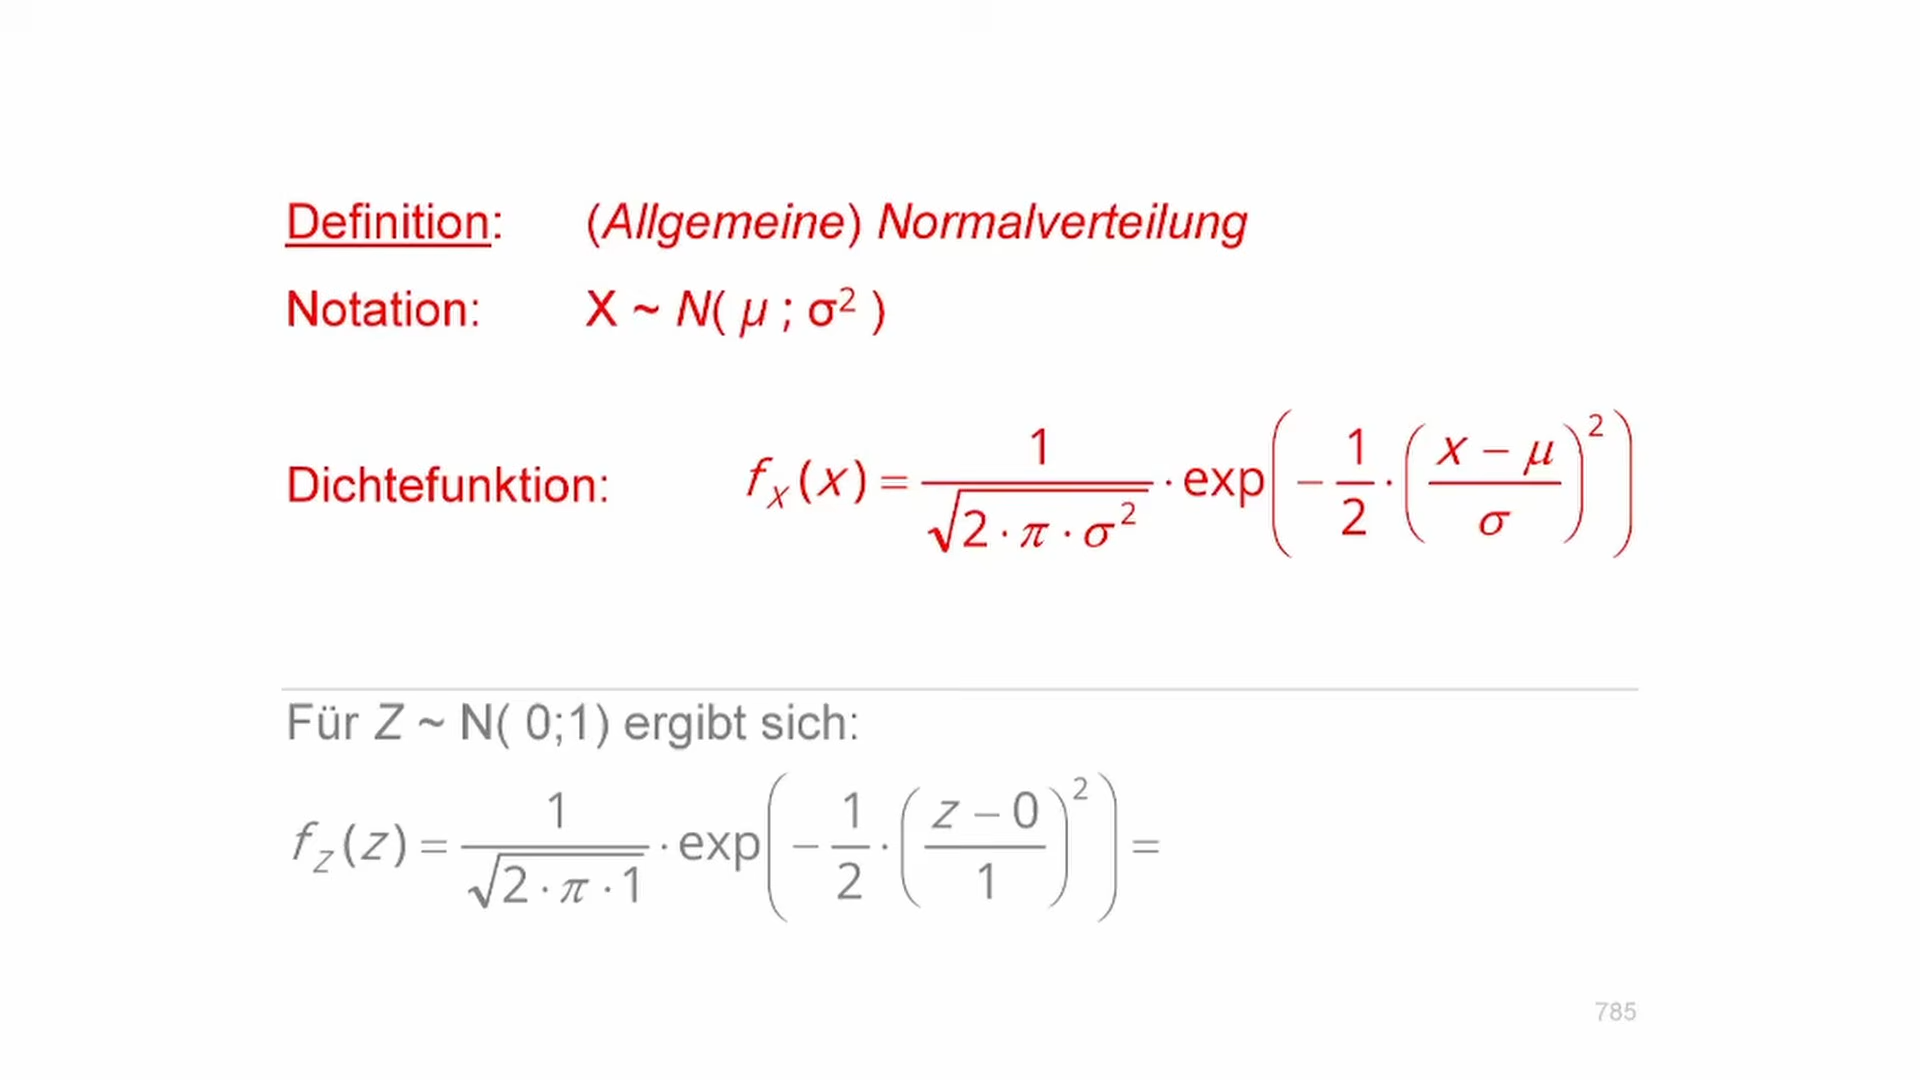 Definition: (Allgemeine) Normalverteilung
Notation: X ~ N( μ ; σ² )
Dichtefunktion: f_X(x) = 1/√(2 · π · σ²) · exp(− 1/2 · ((x − μ)/σ)²)
Für Z ~ N( 0;1) ergibt sich:
f_Z(z) = 1/√(2 · π · 1) · exp(− 1/2 · ((z − 0)/1)²) =
785